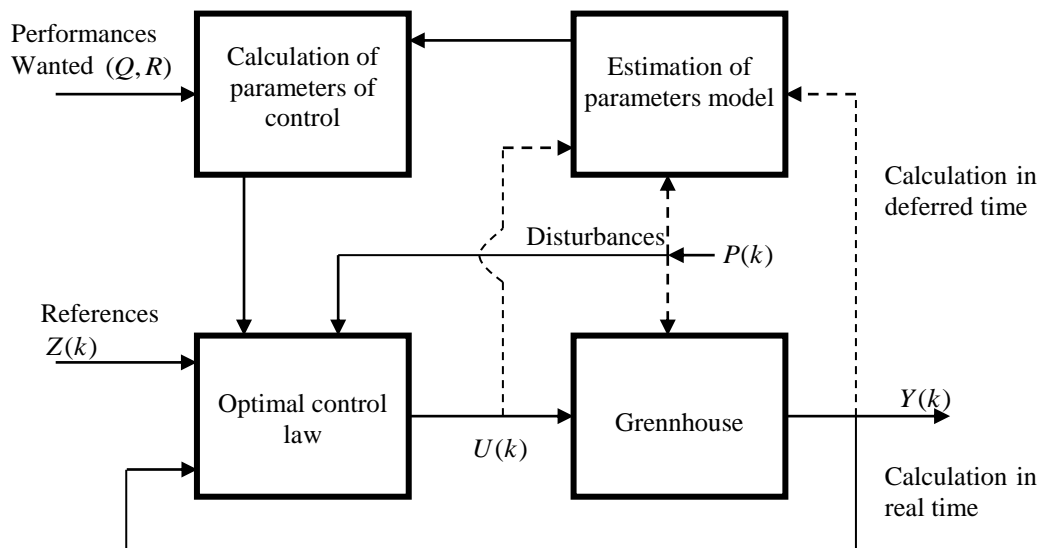 Performances
Wanted (Q, R)
Calculation of
parameters of
control
Estimation of
parameters model
Calculation in
deferred time
Disturbances
P(k)
References
Z(k)
Optimal control
law
U(k)
Grennhouse
Y(k)
Calculation in
real time